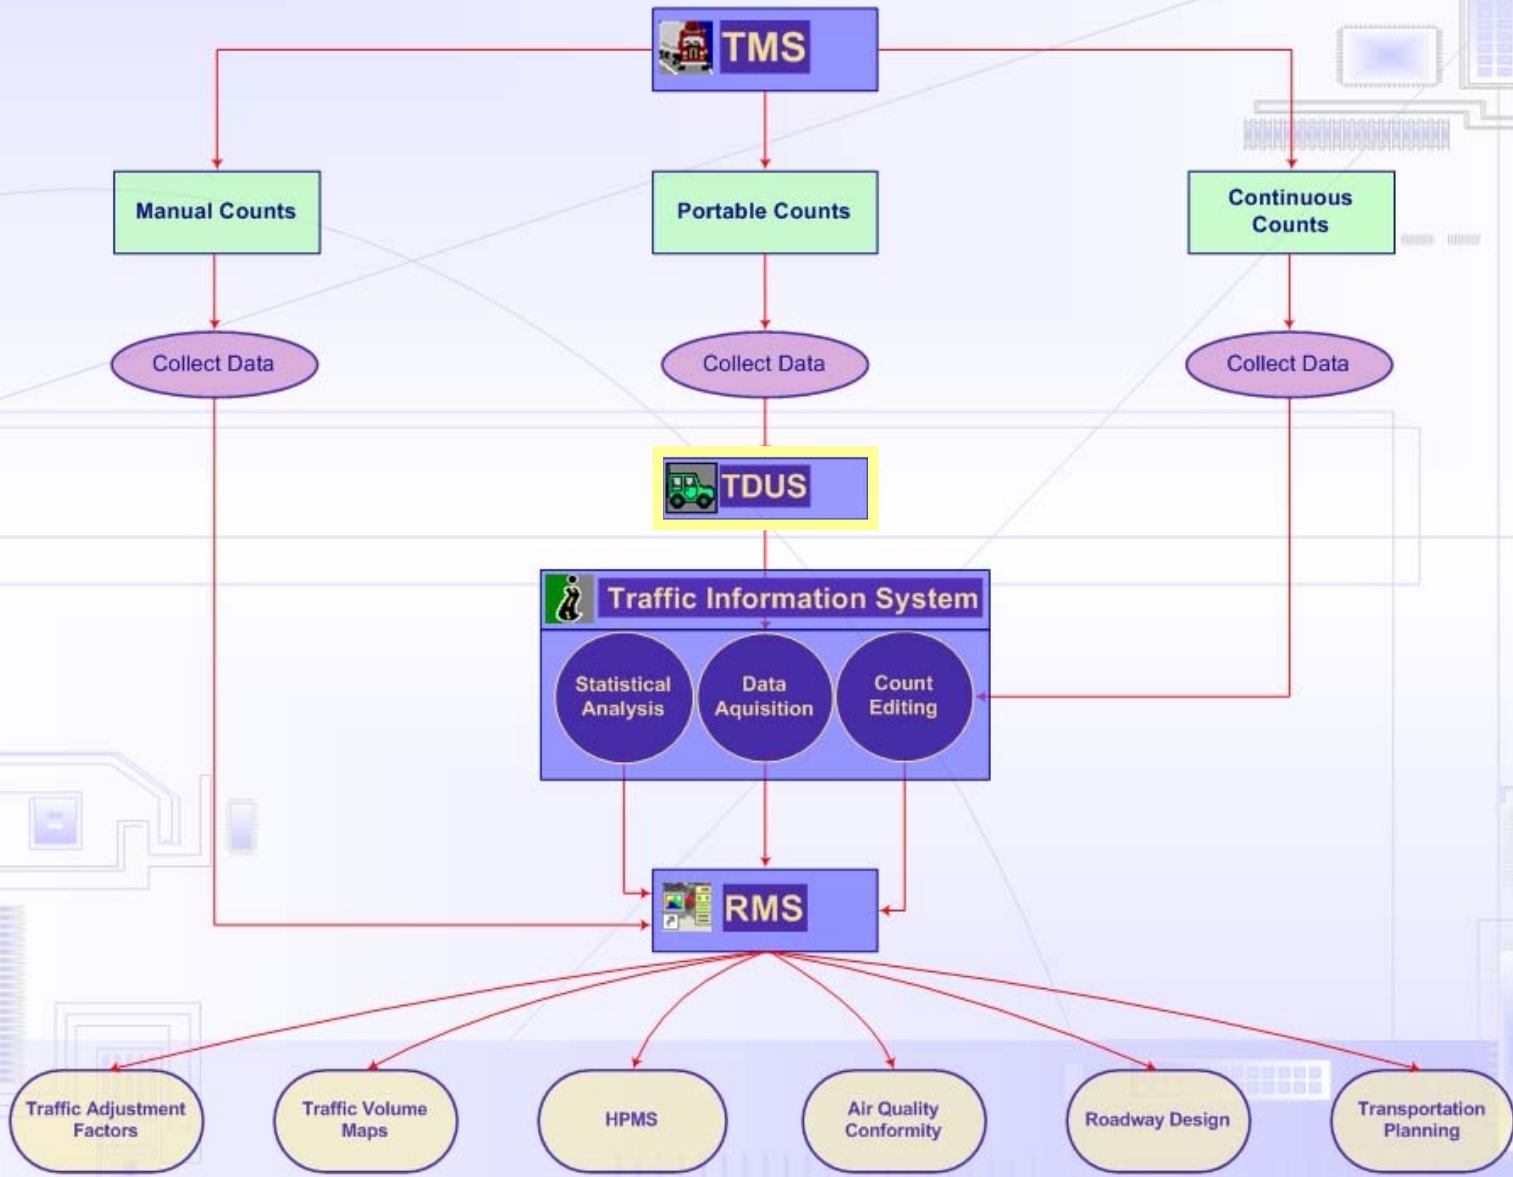 TMS
Manual Counts
Portable Counts
Continuous
Counts
Collect Data
Collect Data
Collect Data
TDUS
Traffic Information System
Statistical
Analysis
Data
Aquisition
Count
Editing
RMS
Traffic Adjustment
Factors
Traffic Volume
Maps
HPMS
Air Quality
Conformity
Roadway Design
Transportation
Planning